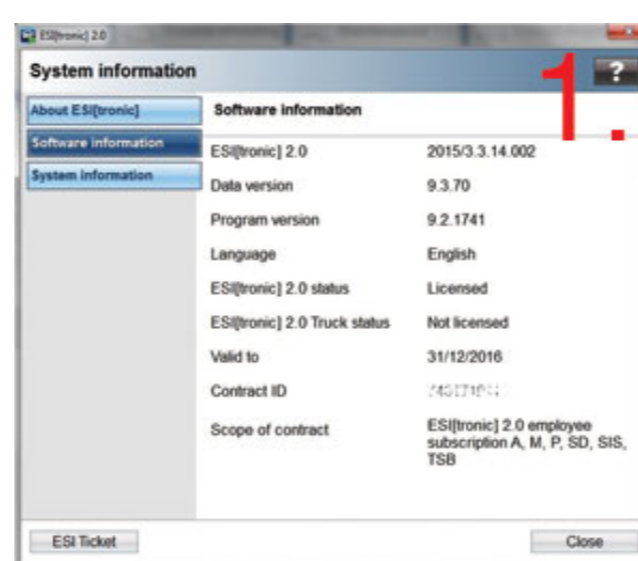 ESI[tronic] 2.0
System information
1.
?
About ESI[tronic]
Software information
Software information
ESI[tronic] 2.0 2015/3.3.14.002
System information
Data version 9.3.70
Program version 9.2.1741
Language English
ESI[tronic] 2.0 status Licensed
ESI[tronic] 2.0 Truck status Not licensed
Valid to 31/12/2016
Contract ID
Scope of contract ESI[tronic] 2.0 employee
subscription A, M, P, SD, SIS,
TSB
ESI Ticket Close